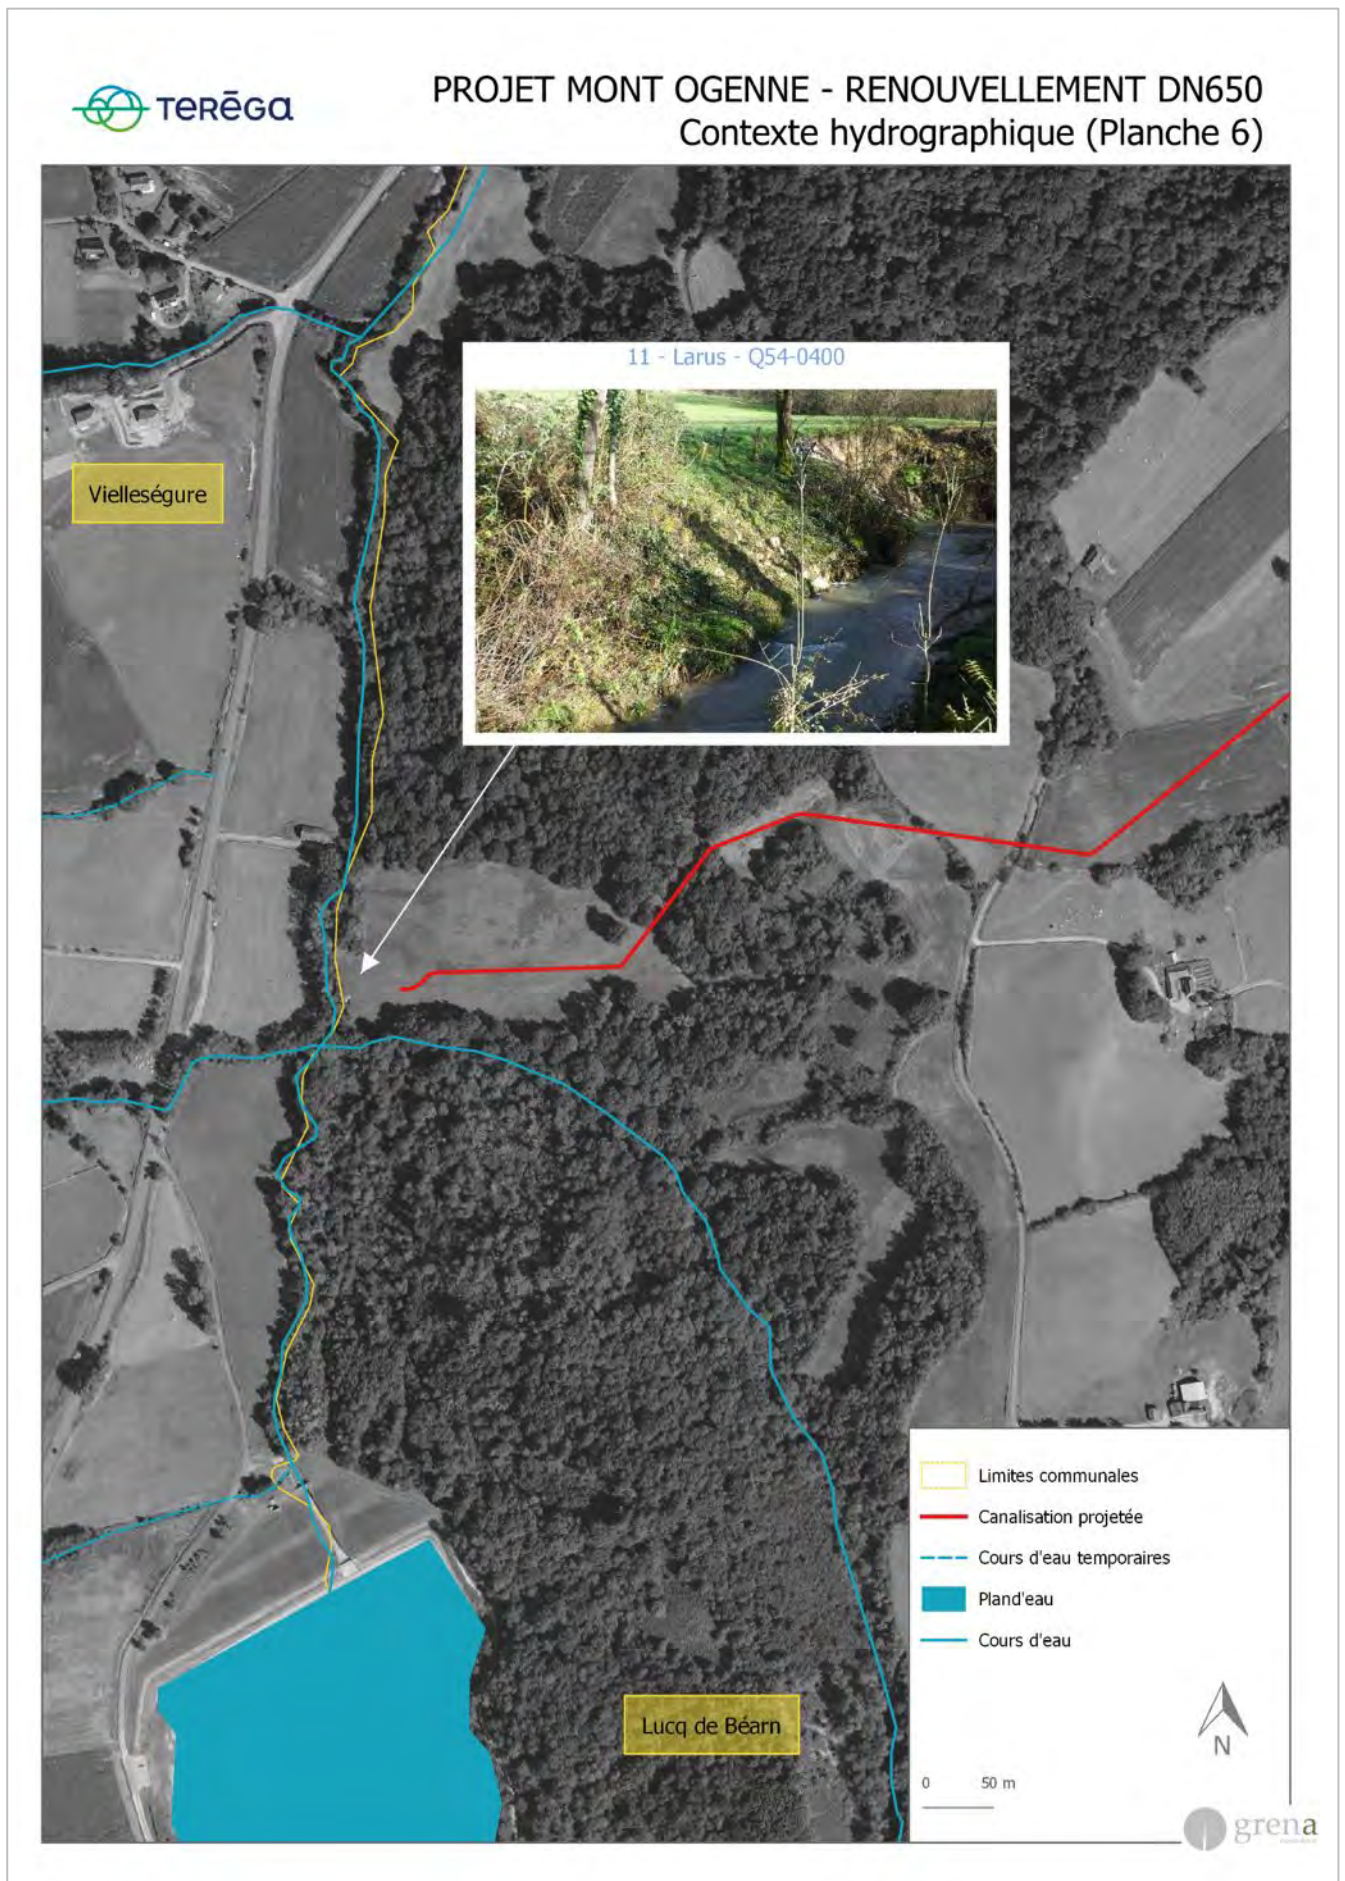 TERĒGA
PROJET MONT OGENNE - RENOUVELLEMENT DN650
Contexte hydrographique (Planche 6)
11 - Larus - Q54-0400
Vielleségure
Limites communales
Canalisation projetée
Cours d'eau temporaires
Pland'eau
Cours d'eau
Lucq de Béarn
N
0 50 m
grena